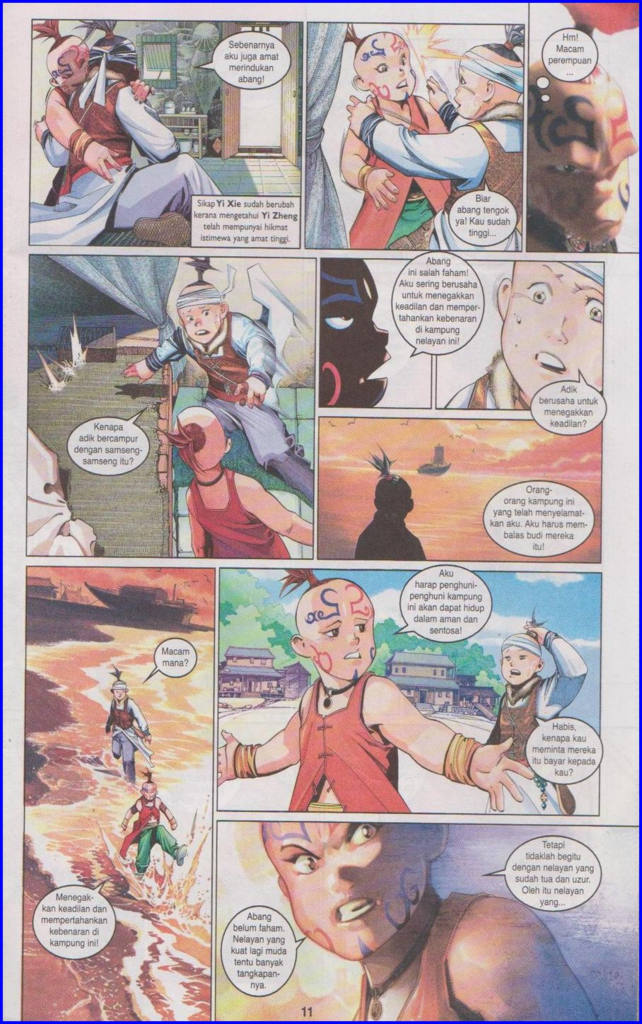 Sebenarnya
aku juga amat
merindukan
abang!
Sikap Yi Xie sudah berubah
kerana mengetahui Yi Zheng
telah mempunyai hikmat
istimewa yang amat tinggi.
Biar
abang tengok
ya! Kau sudah
tinggi...
Hm!
Macam
perempuan
...
Kenapa
adik bercampur
dengan samseng-
samseng itu?
Abang
ini salah faham!
Aku sering berusaha
untuk menegakkan
keadilan dan memper-
tahankan kebenaran
di kampung
nelayan ini!
Adik
berusaha untuk
menegakkan
keadilan?
Orang-
orang kampung ini
yang telah menyelamat-
kan aku. Aku harus mem-
balas budi mereka
itu!
Macam
mana?
Menegak-
kan keadilan dan
mempertahankan
kebenaran di
kampung ini!
Aku
harap penghuni-
penghuni kampung
ini akan dapat hidup
dalam aman dan
sentosa!
Habis,
kenapa kau
meminta mereka
itu bayar kepada
kau?
Tetapi
tidaklah begitu
dengan nelayan yang
sudah tua dan uzur.
Oleh itu nelayan
yang...
Abang
belum faham.
Nelayan yang
kuat lagi muda
tentu banyak
tangkapan-
nya.
11